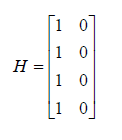 H = [1 0
1 0
1 0
1 0]